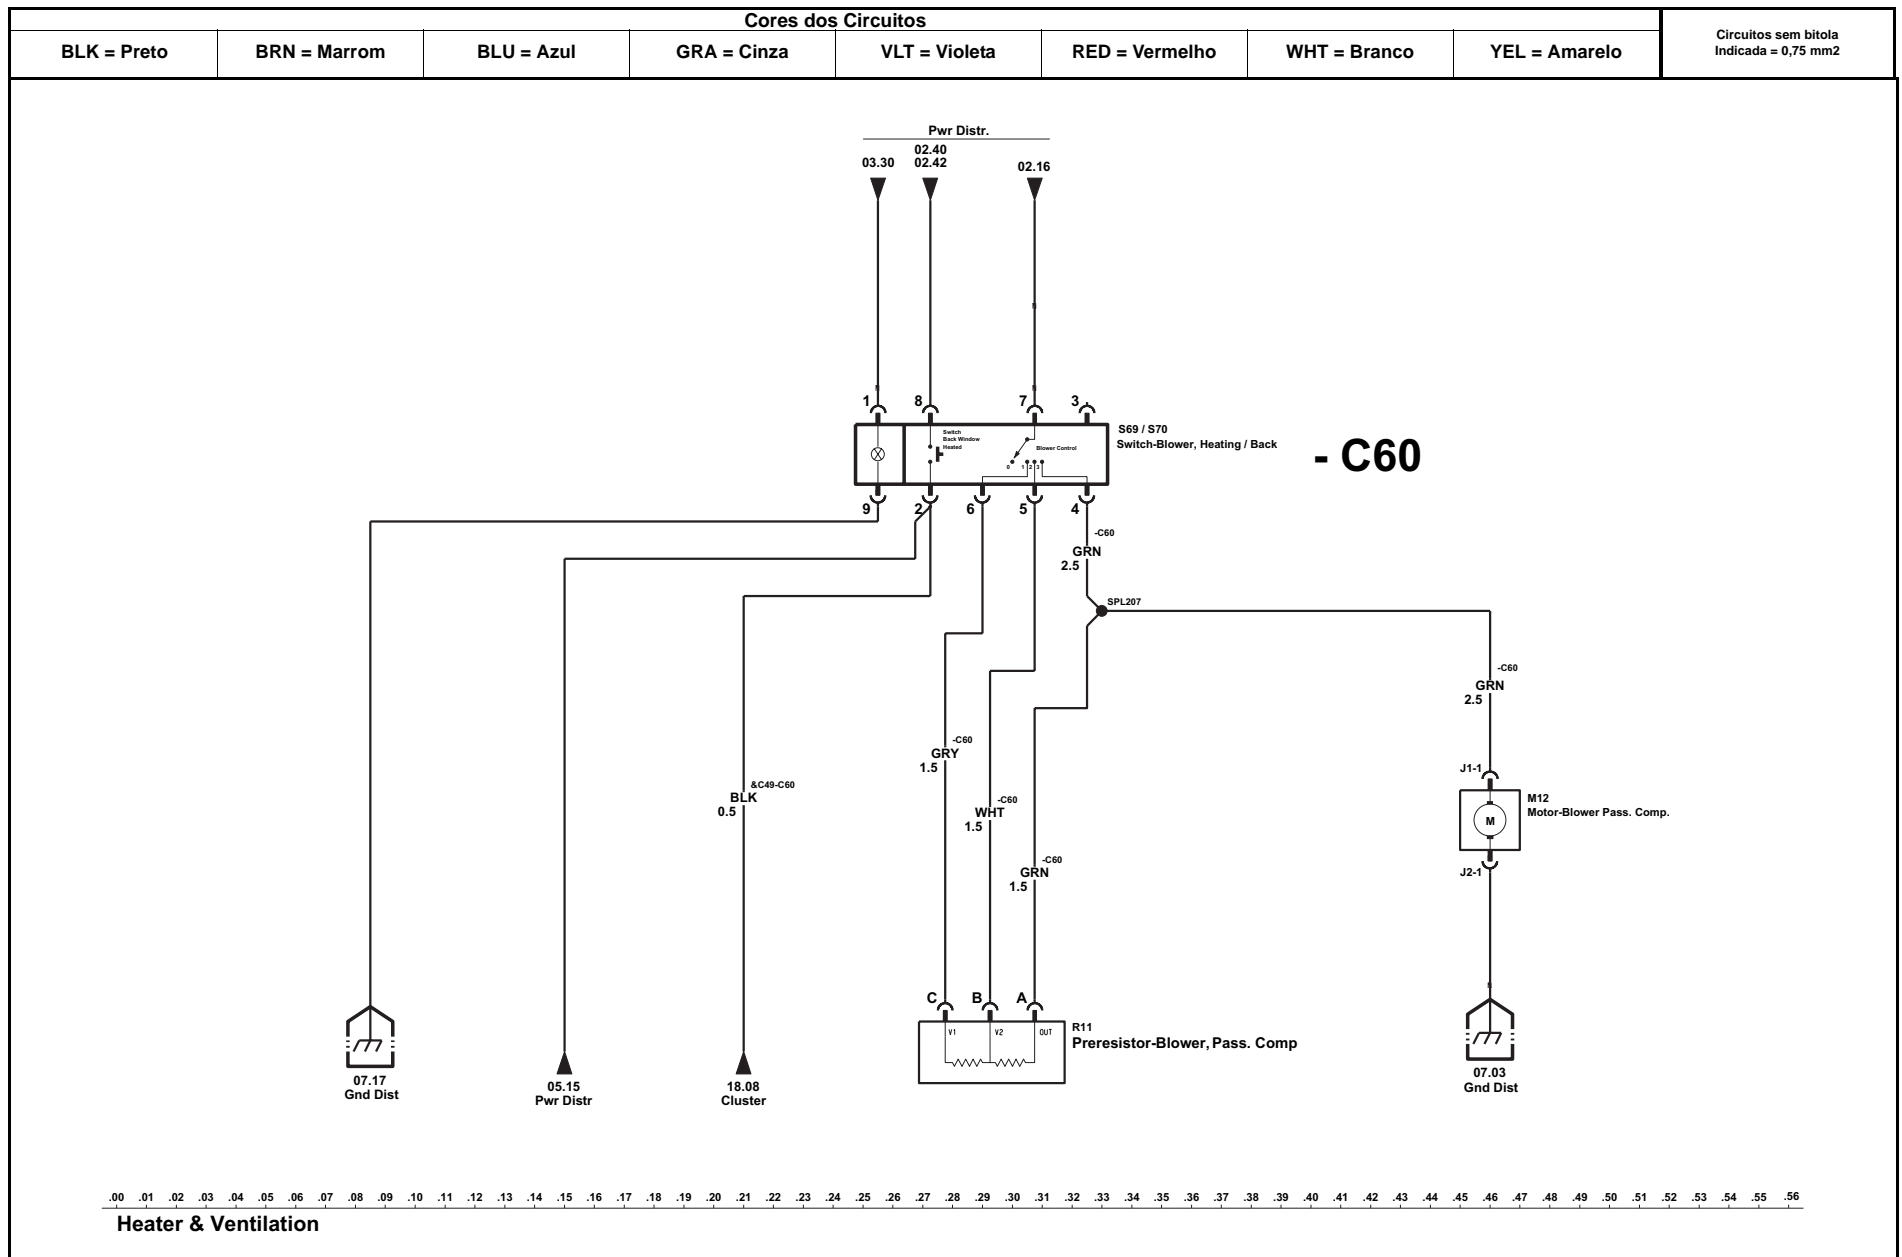 Cores dos Circuitos
BLK = Preto
BRN = Marrom
BLU = Azul
GRA = Cinza
VLT = Violeta
RED = Vermelho
WHT = Branco
YEL = Amarelo
Circuitos sem bitola
Indicada = 0,75 mm2
Pwr Distr.
03.30
02.40
02.42
02.16
N
N
N
1
8
7
3
Switch
Back Window
Heated
Blower Control
0
1
2
3
S69 / S70
Switch-Blower, Heating / Back
- C60
9
2
6
5
4
-C60
GRN
2.5
SPL207
-C60
GRN
2.5
-C60
GRY
1.5
&C49-C60
BLK
0.5
-C60
WHT
1.5
-C60
GRN
1.5
J1-1
M
M12
Motor-Blower Pass. Comp.
J2-1
N
C
B
A
V1
V2
OUT
R11
Preresistor-Blower, Pass. Comp
07.17
Gnd Dist
05.15
Pwr Distr
18.08
Cluster
07.03
Gnd Dist
.00 .01 .02 .03 .04 .05 .06 .07 .08 .09 .10 .11 .12 .13 .14 .15 .16 .17 .18 .19 .20 .21 .22 .23 .24 .25 .26 .27 .28 .29 .30 .31 .32 .33 .34 .35 .36 .37 .38 .39 .40 .41 .42 .43 .44 .45 .46 .47 .48 .49 .50 .51 .52 .53 .54 .55 .56
Heater & Ventilation